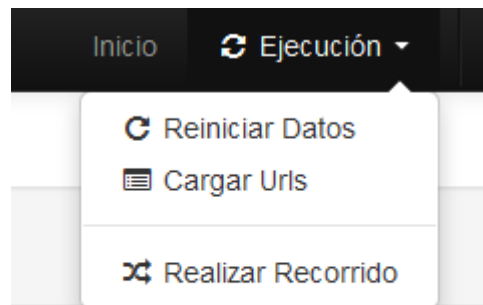 Inicio Ejecución
Reiniciar Datos
Cargar Urls
Realizar Recorrido